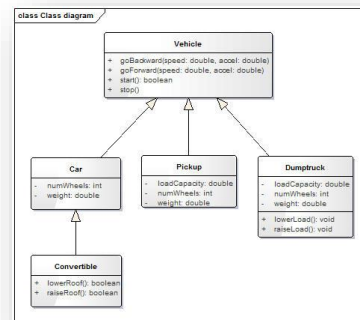 class Class diagram
Vehicle
+ goBackward(speed: double, accel: double)
+ goForward(speed: double, accel: double)
+ start(): boolean
+ stop()
Car
- numWheels: int
- weight: double
Pickup
- loadCapacity: double
- numWheels: int
- weight: double
Dumptruck
- loadCapacity: double
- numWheels: int
- weight: double
+ lowerLoad(): void
+ raiseLoad(): void
Convertible
+ lowerRoof(): boolean
+ raiseRoof(): boolean